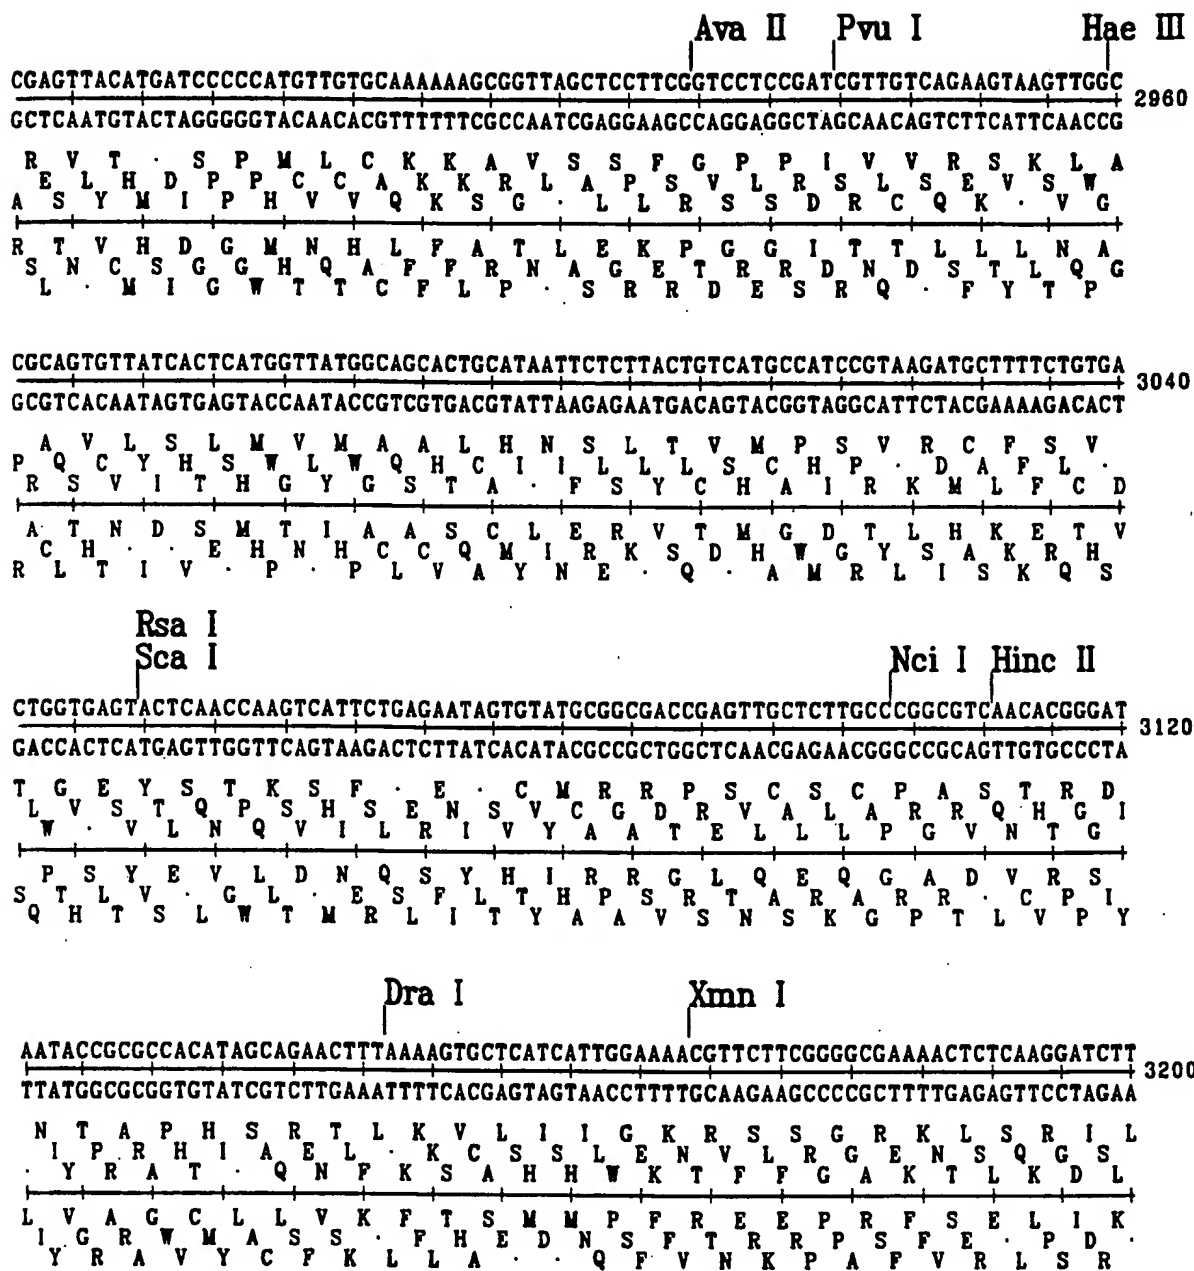 Ava II Pvu I Hae III
CGAGTTACATGATCCCCCATGTTGTGCAAAAAAGCGGTTAGCTCCTTCGGTCCTCCGATCGTTGTCAGAAGTAAGTTGGC
2960
GCTCAATGTACTAGGGGGTACAACACGTTTTTTCGCCAATCGAGGAAGCCAGGAGGCTAGCAACAGTCTTCATTCAACCG
R V T · S P M L C K K A V S S F G P P I V V R S K L A
E L H D P P C C A K K R L A P S V L R S L S E V S W
A S Y M I P H V V Q K S G · L L R S S D R C Q K · V G
R T V H D G M N H L F A T L E K P G G I T T L L L N A
S N C S G G H Q A F F R N A G E T R R D N D S T L Q G
L · M I G W T T C F L P · S R R D E S R Q · F Y T P
CGCAGTGTTATCACTCATGGTTATGGCAGCACTGCATAATTCTCTTACTGTCATGCCATCCGTAAGATGCTTTTCTGTGA
3040
GCGTCACAATAGTGAGTACCAATACCGTCGTGACGTATTAAGAGAATGACAGTACGGTAGGCATTCTACGAAAAGACACT
A V L S L M V M A A L H N S L T V M P S V R C F S V
P Q C Y H S W L W Q H C I I L L L S C H P · D A F L ·
R S V I T H G Y G S T A · F S Y C H A I R K M L F C D
A T N D S M T I A A S C L E R V T M G D T L H K E T V
C H · · E H N H C C Q M I R K S D H W G Y S A K R H
R L T I V · P · P L V A Y N E · Q · A M R L I S K Q S
Rsa I
Sca I Nci I Hinc II
CTGGTGAGTACTCAACCAAGTCATTCTGAGAATAGTGTATGCGGCGACCGAGTTGCTCTTGCCCGGCGTCAACACGGGAT
3120
GACCACTCATGAGTTGGTTCAGTAAGACTCTTATCACATACGCCGCTGGCTCAACGAGAACGGGCCGCAGTTGTGCCCTA
T G E Y S T K S F · E · C M R R P S C S C P A S T R D
L V S T Q P S H S E N S V C G D R V A L A R R Q H G I
W · V L N Q V I L R I V Y A A T E L L L P G V N T G
P S Y E V L D N Q S Y H I R R G L Q E Q G A D V R S
S T L V · G L · E S F L T H P S R T A R A R R · C P I
Q H T S L W T M R L I T Y A A V S N S K G P T L V P Y
Dra I Xmn I
AATACCGCGCCACATAGCAGAACTTTAAAAGTGCTCATCATTGGAAAACGTTCTTCGGGGCGAAAACTCTCAAGGATCTT
3200
TTATGGCGCGGTGTATCGTCTTGAAATTTTCACGAGTAGTAACCTTTTGCAAGAAGCCCCGCTTTTGAGAGTTCCTAGAA
N T A P H S R T L K V L I I G K R S S G R K L S R I L
I P R H I A E L · K C S S L E N V L R G E N S Q G S
· Y R A T · Q N F K S A H H W K T F F G A K T L K D L
L V A G C L L V K F T S M M P F R E E P R F S E L I K
I G R W M A S S · F H E D N S F T R R P S F E · P D ·
Y R A V Y C F K L L A · · Q F V N K P A F V R L S R